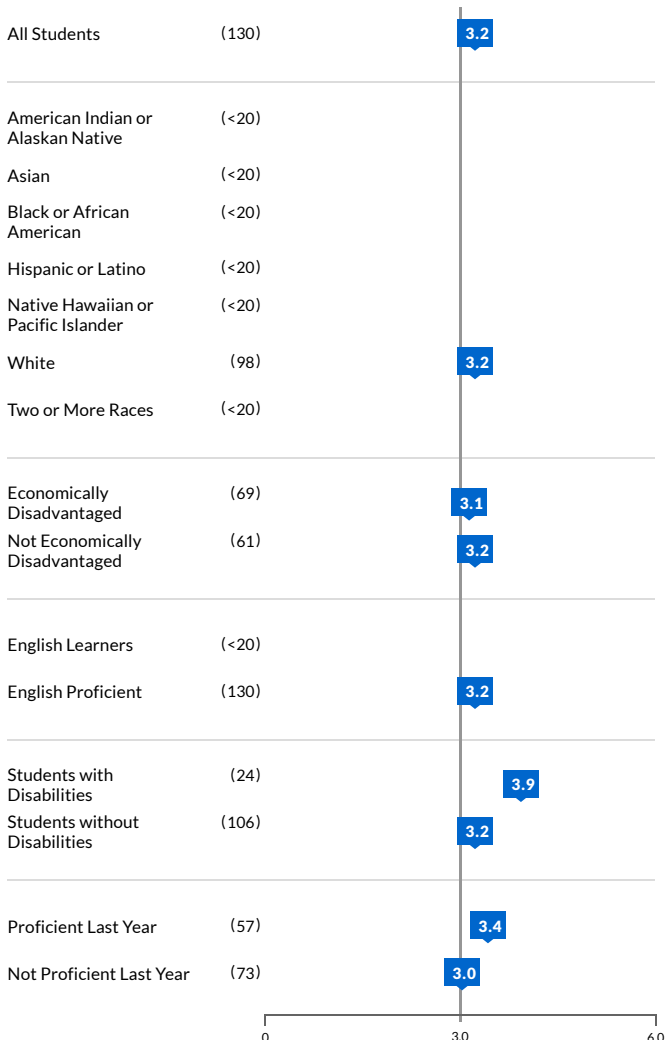 All Students (130) 3.2
American Indian or (<20)
Alaskan Native
Asian (<20)
Black or African (<20)
American
Hispanic or Latino (<20)
Native Hawaiian or (<20)
Pacific Islander
White (98) 3.2
Two or More Races (<20)
Economically (69) 3.1
Disadvantaged
Not Economically (61) 3.2
Disadvantaged
English Learners (<20)
English Proficient (130) 3.2
Students with (24) 3.9
Disabilities
Students without (106) 3.2
Disabilities
Proficient Last Year (57) 3.4
Not Proficient Last Year (73) 3.0
0 3.0 6.0